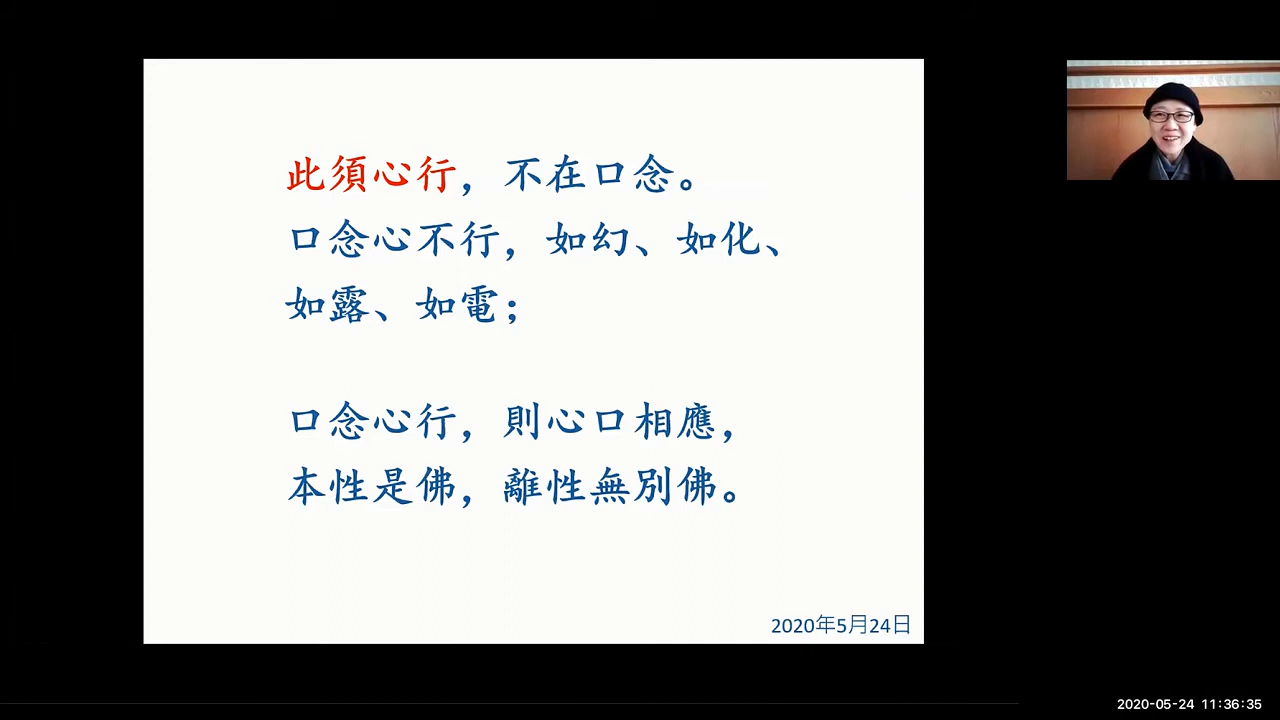 此須心行，不在口念。
口念心不行，如幻、如化、
如露、如電；
口念心行，則心口相應，
本性是佛，離性無別佛。
2020年5月24日
2020-05-24 11:36:35